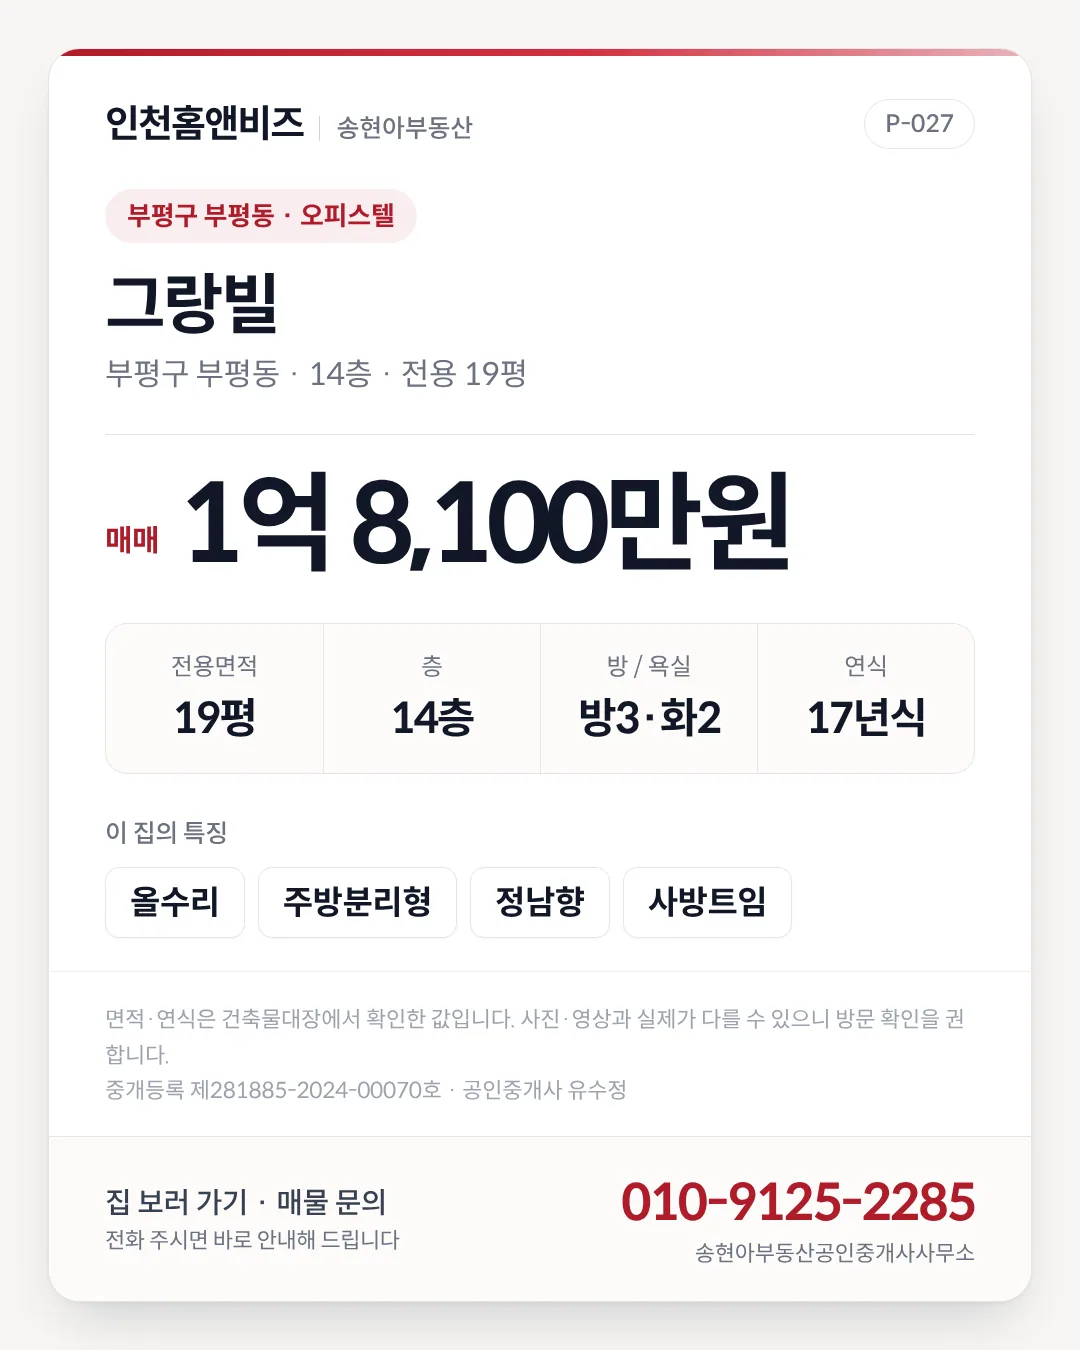 인천홈앤비즈 | 송현아부동산
P-027
부평구 부평동 · 오피스텔
그랑빌
부평구 부평동 · 14층 · 전용 19평
매매 1억 8,100만원
전용면적
19평
층
14층
방 / 욕실
방3·화2
연식
17년식
이 집의 특징
올수리
주방분리형
정남향
사방트임
면적·연식은 건축물대장에서 확인한 값입니다. 사진·영상과 실제가 다를 수 있으니 방문 확인을 권
합니다.
중개등록 제281885-2024-00070호 · 공인중개사 유수정
집 보러 가기 · 매물 문의
전화 주시면 바로 안내해 드립니다
010-9125-2285
송현아부동산공인중개사사무소